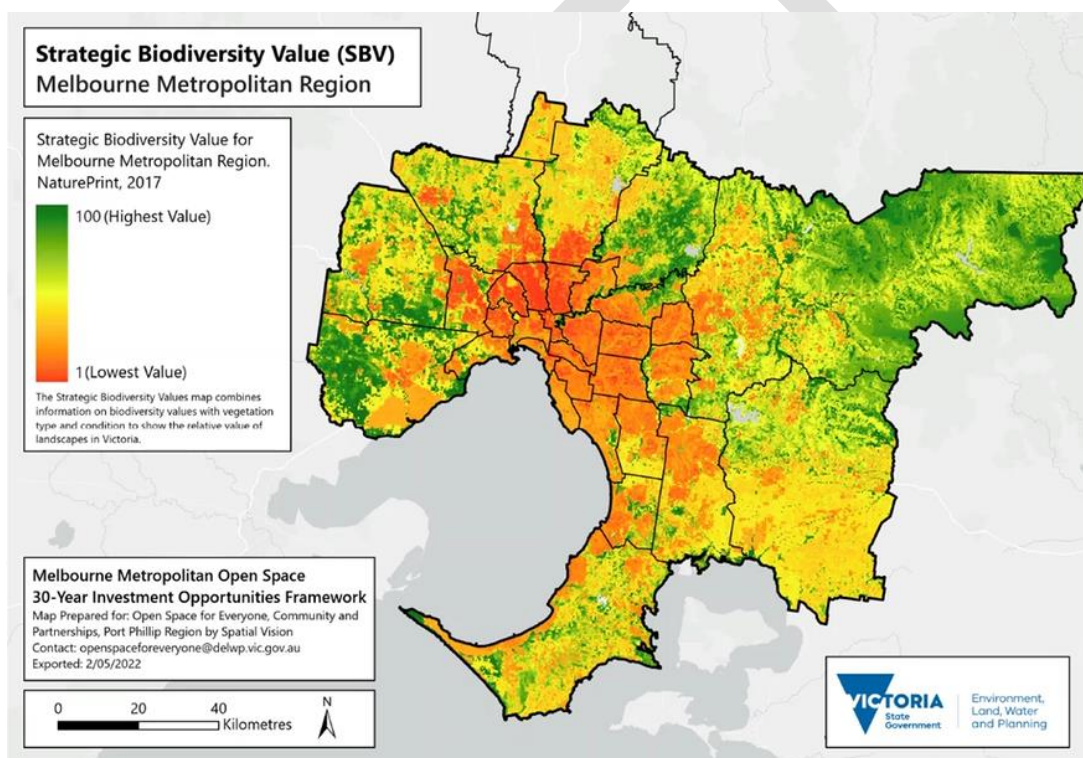 Strategic Biodiversity Value (SBV)
Melbourne Metropolitan Region
Strategic Biodiversity Value for
Melbourne Metropolitan Region.
NaturePrint, 2017
100 (Highest Value)
1 (Lowest Value)
The Strategic Biodiversity Values map combines
information on biodiversity values with vegetation
type and condition to show the relative value of
landscapes in Victoria.
Melbourne Metropolitan Open Space
30-Year Investment Opportunities Framework
Map Prepared for: Open Space for Everyone, Community and
Partnerships, Port Phillip Region by Spatial Vision
Contact: openspaceforeveryone@delwp.vic.gov.au
Exported: 2/05/2022
0 20 40
Kilometres
N
VICTORIA
State
Government
Environment,
Land, Water
and Planning